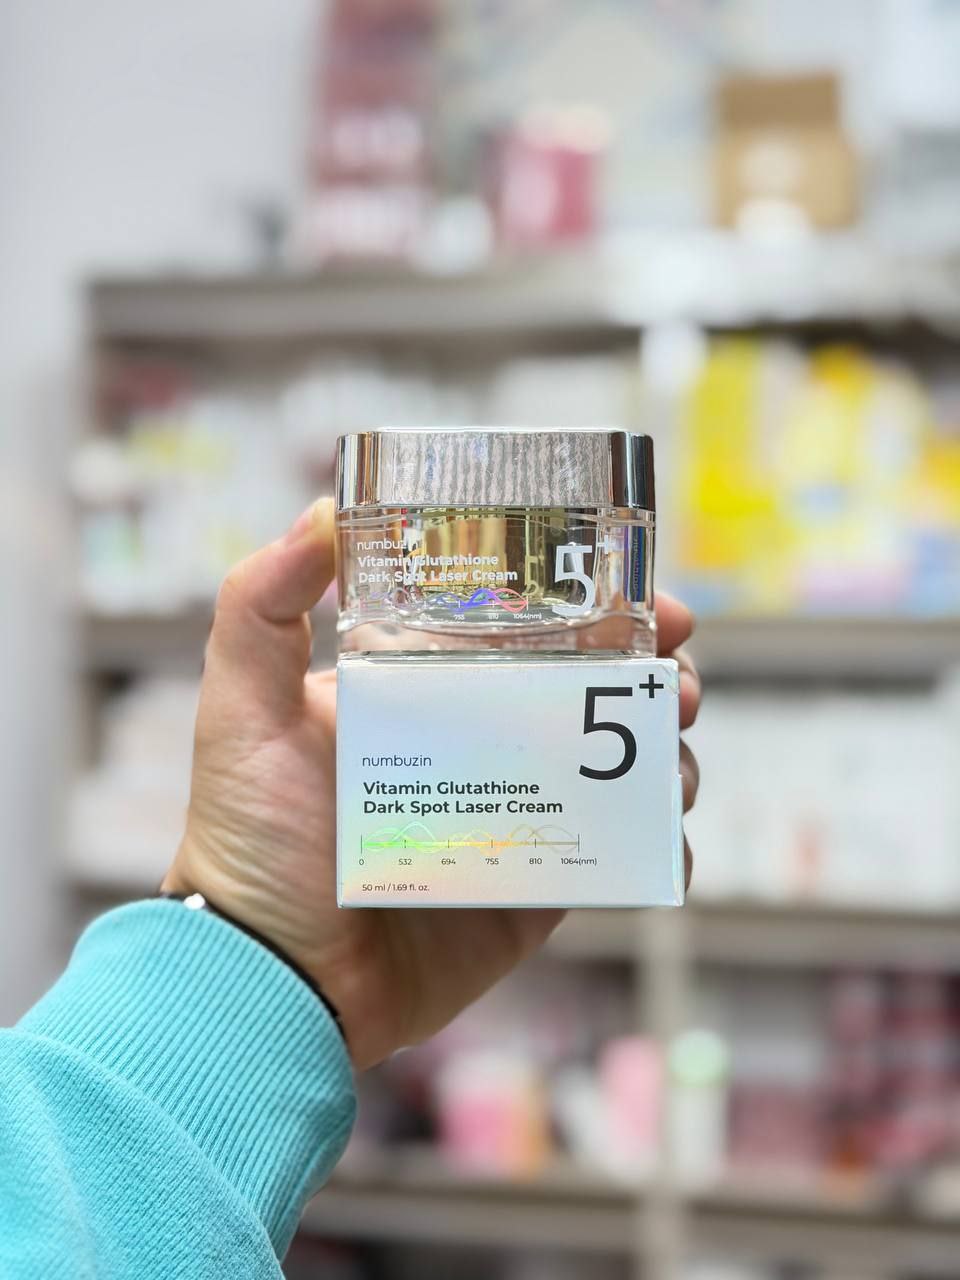 numbuzin
Vitamin Glutathione
Dark Spot Laser Cream
5+
755 810 1064(nm)
5+
numbuzin
Vitamin Glutathione
Dark Spot Laser Cream
0 532 694 755 810 1064(nm)
50 ml / 1.69 fl. oz.